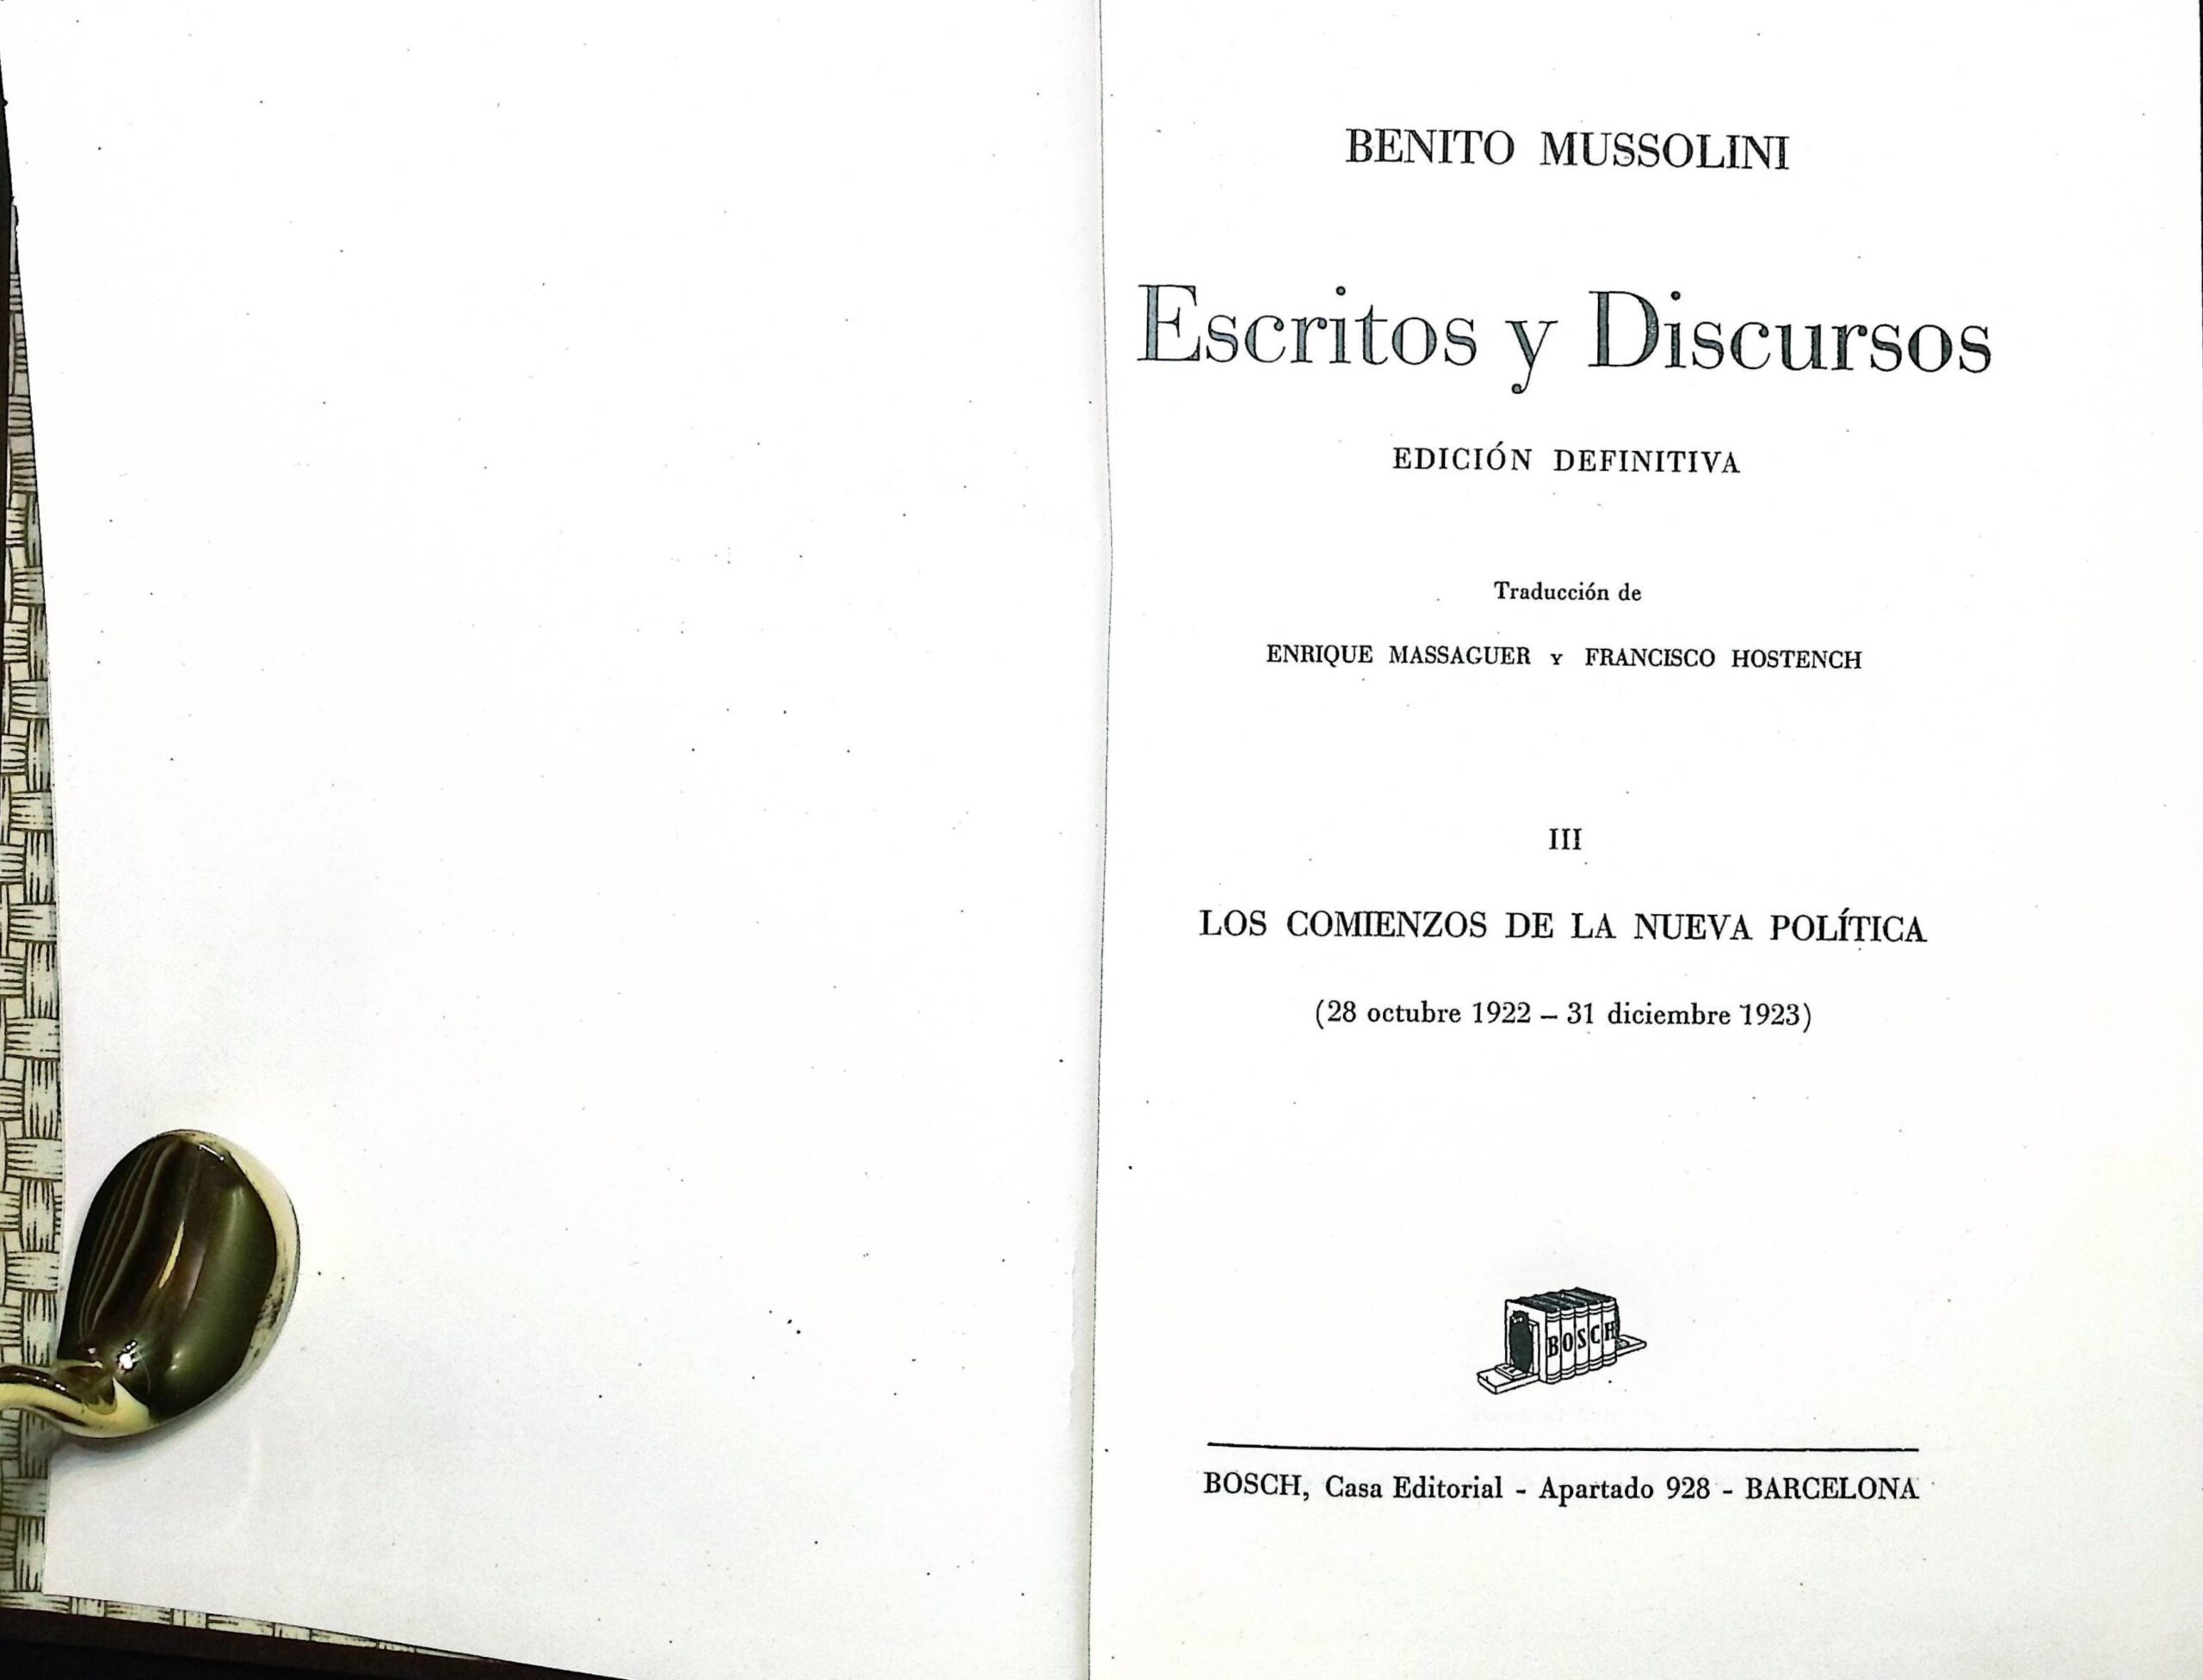 BENITO MUSSOLINI
Escritos y Discursos
EDICIÓN DEFINITIVA
Traducción de
ENRIQUE MASSAGUER Y FRANCISCO HOSTENCH
III
LOS COMIENZOS DE LA NUEVA POLÍTICA
(28 octubre 1922 – 31 diciembre 1923)
BOSCH
BOSCH, Casa Editorial - Apartado 928 - BARCELONA